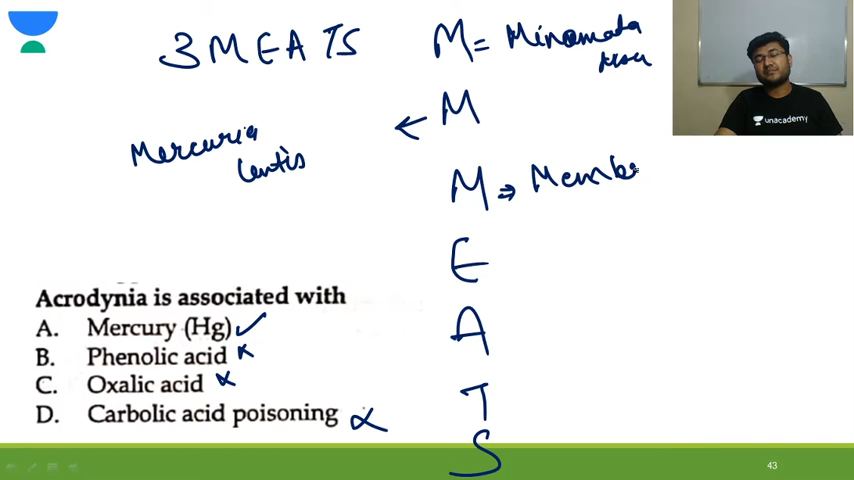 3 M E A T S
M = Minamata
M
← Mercuria
lentis
M ⇒ Membr
E
A
T
S
unacademy
Acrodynia is associated with
A. Mercury (Hg) ✓
B. Phenolic acid ×
C. Oxalic acid ×
D. Carbolic acid poisoning ×
43